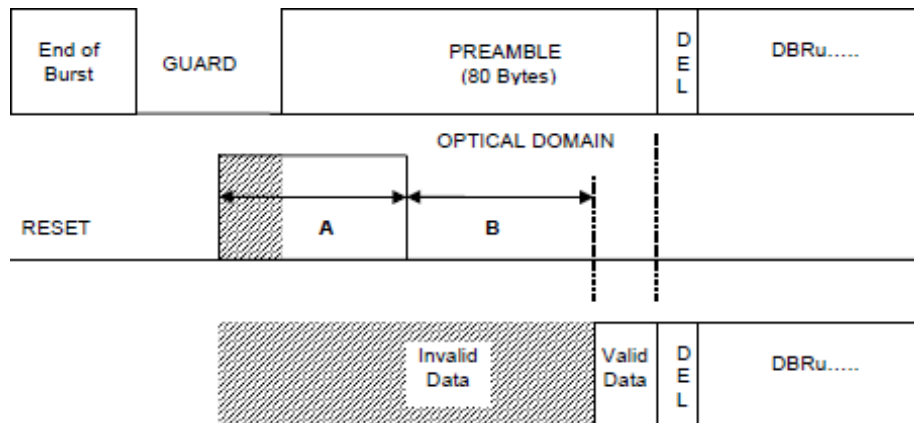 End of
Burst
GUARD
PREAMBLE
(80 Bytes)
D
E
L
DBRu.....
OPTICAL DOMAIN
RESET
A
B
Invalid
Data
Valid
Data
D
E
L
DBRu.....